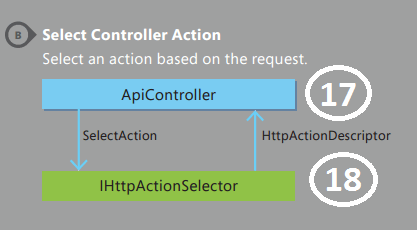 B Select Controller Action
Select an action based on the request.
ApiController 17
SelectAction HttpActionDescriptor
IHttpActionSelector 18